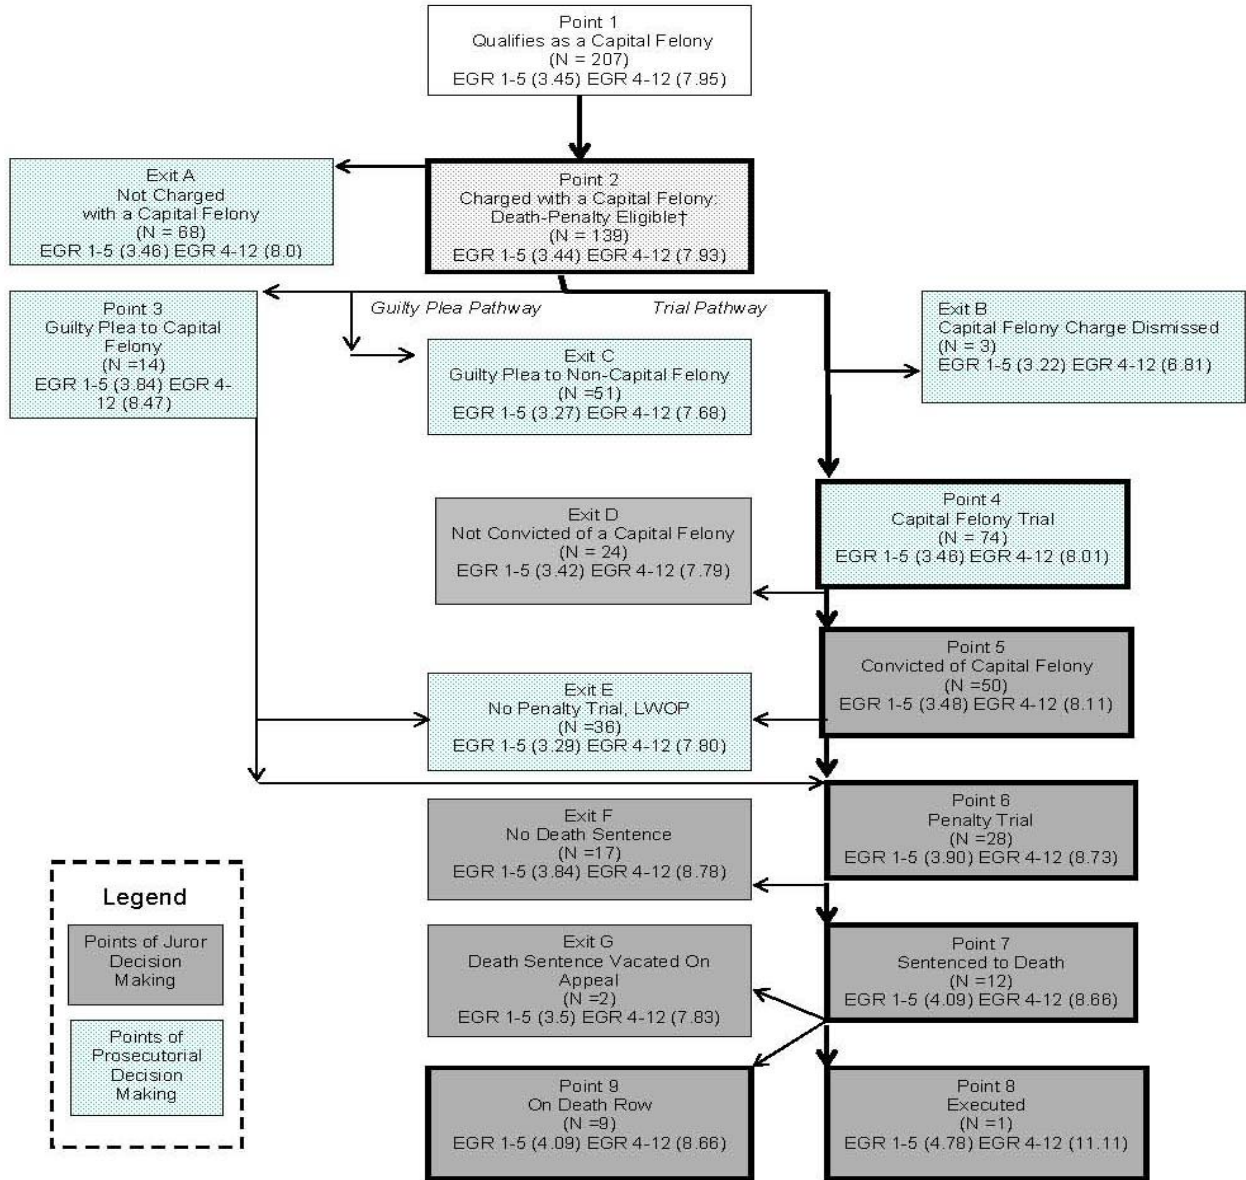 Point 1
Qualifies as a Capital Felony
(N = 207)
EGR 1-5 (3.45) EGR 4-12 (7.95)
Exit A
Not Charged
with a Capital Felony
(N = 68)
EGR 1-5 (3.46) EGR 4-12 (8.0)
Point 2
Charged with a Capital Felony:
Death-Penalty Eligible†
(N = 139)
EGR 1-5 (3.44) EGR 4-12 (7.93)
Guilty Plea Pathway
Trial Pathway
Point 3
Guilty Plea to Capital
Felony
(N =14)
EGR 1-5 (3.84) EGR 4-
12 (8.47)
Exit B
Capital Felony Charge Dismissed
(N = 3)
EGR 1-5 (3.22) EGR 4-12 (6.81)
Exit C
Guilty Plea to Non-Capital Felony
(N =51)
EGR 1-5 (3.27) EGR 4-12 (7.68)
Point 4
Capital Felony Trial
(N = 74)
EGR 1-5 (3.46) EGR 4-12 (8.01)
Exit D
Not Convicted of a Capital Felony
(N = 24)
EGR 1-5 (3.42) EGR 4-12 (7.79)
Point 5
Convicted of Capital Felony
(N =50)
EGR 1-5 (3.48) EGR 4-12 (8.11)
Exit E
No Penalty Trial, LWOP
(N =36)
EGR 1-5 (3.29) EGR 4-12 (7.80)
Point 6
Penalty Trial
(N =28)
EGR 1-5 (3.90) EGR 4-12 (8.73)
Exit F
No Death Sentence
(N =17)
EGR 1-5 (3.84) EGR 4-12 (8.78)
Point 7
Sentenced to Death
(N =12)
EGR 1-5 (4.09) EGR 4-12 (8.66)
Exit G
Death Sentence Vacated On
Appeal
(N =2)
EGR 1-5 (3.5) EGR 4-12 (7.83)
Point 9
On Death Row
(N =9)
EGR 1-5 (4.09) EGR 4-12 (8.66)
Point 8
Executed
(N =1)
EGR 1-5 (4.78) EGR 4-12 (11.11)
Legend
Points of Juror
Decision
Making
Points of
Prosecutorial
Decision
Making